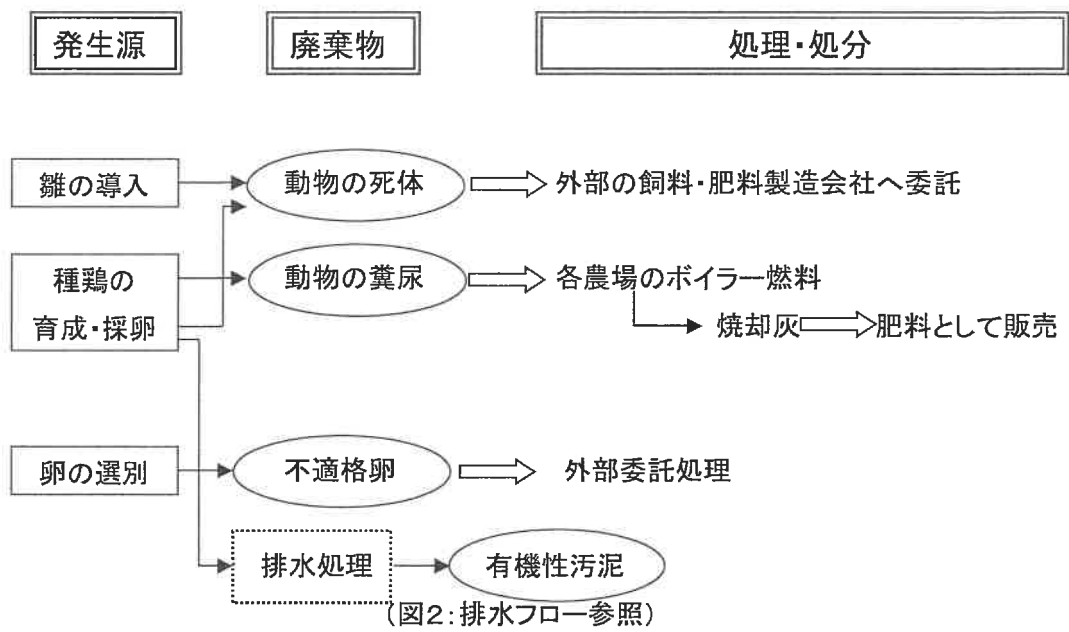 発生源
廃棄物
処理・処分
雛の導入
動物の死体
外部の飼料・肥料製造会社へ委託
種鶏の
育成・採卵
動物の糞尿
各農場のボイラー燃料
焼却灰
肥料として販売
卵の選別
不適格卵
外部委託処理
排水処理
有機性汚泥
(図2:排水フロー参照)